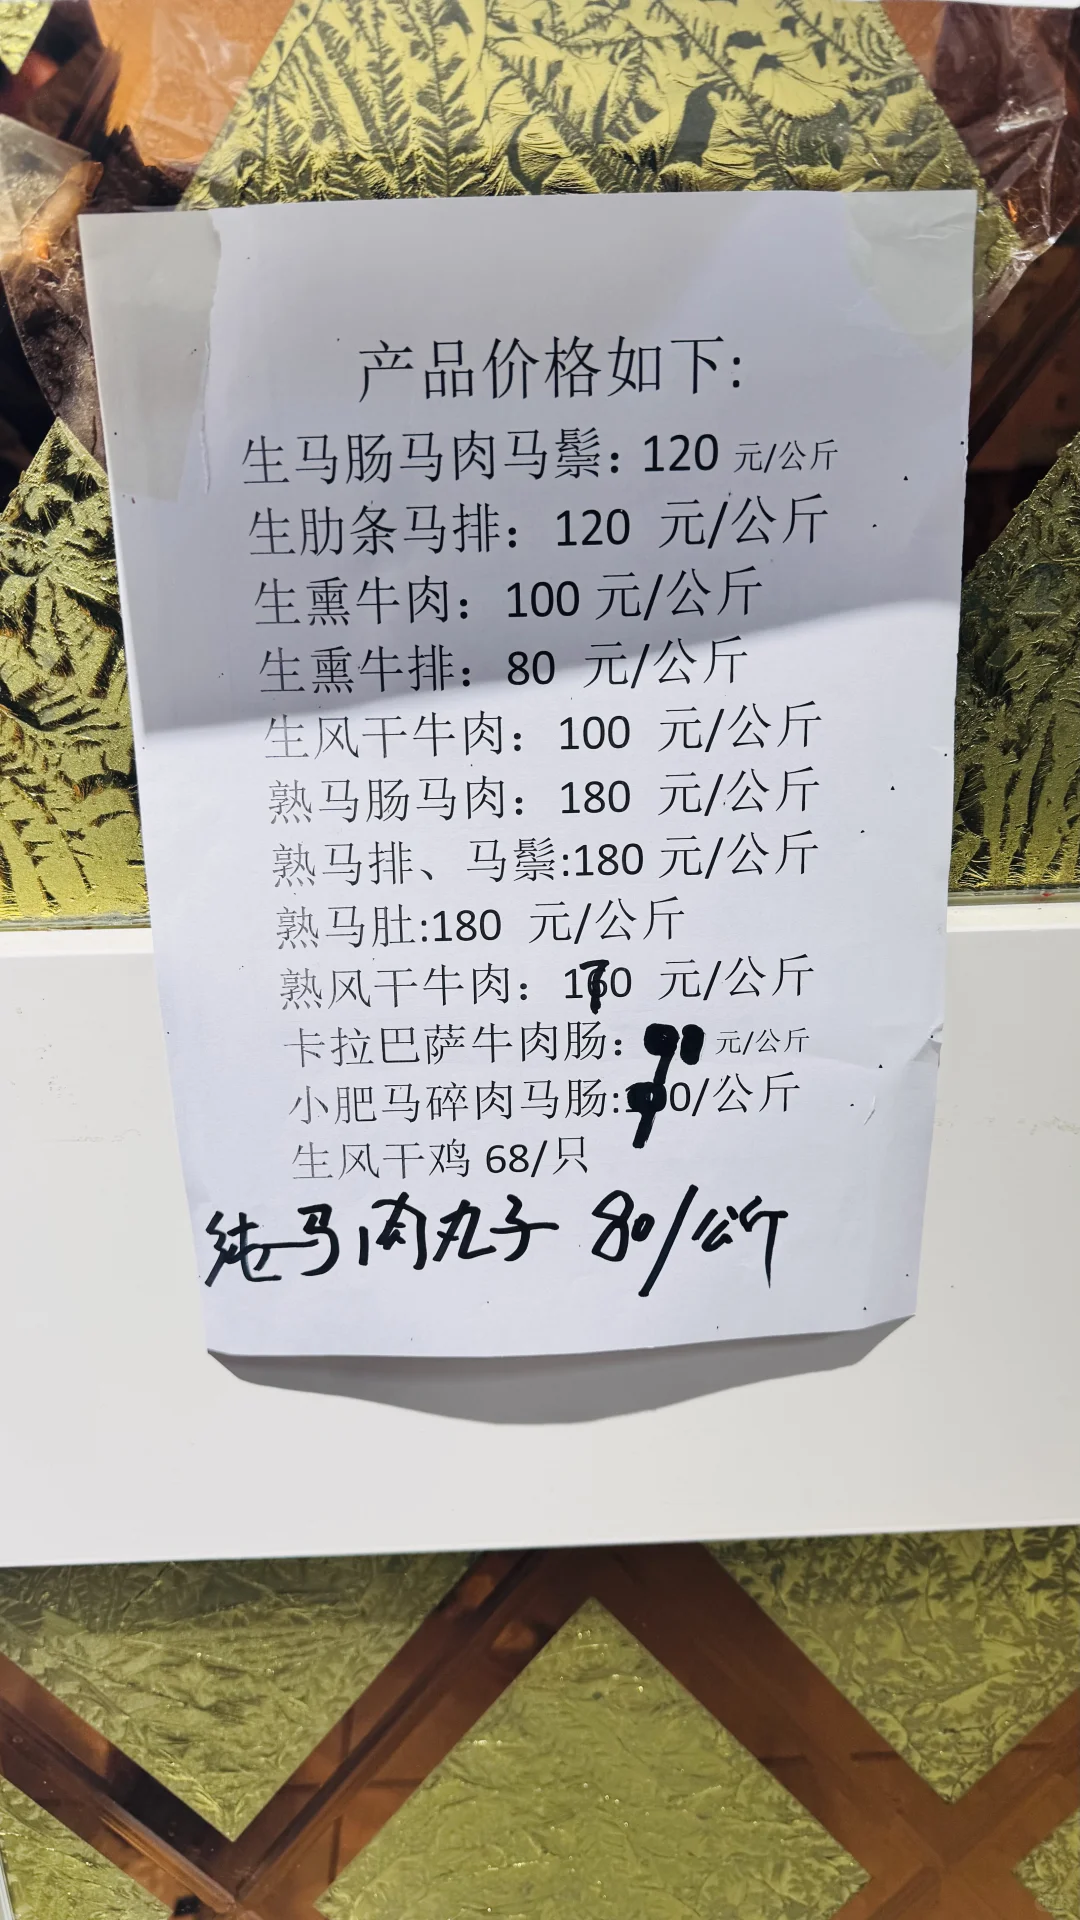 产品价格如下:
生马肠马肉马鬃：120 元/公斤
生肋条马排：120 元/公斤
生熏牛肉：100 元/公斤
生熏牛排：80 元/公斤
生风干牛肉：100 元/公斤
熟马肠马肉：180 元/公斤
熟马排、马鬃:180 元/公斤
熟马肚:180 元/公斤
熟风干牛肉：170 元/公斤
卡拉巴萨牛肉肠：90 元/公斤
小肥马碎肉马肠:90/公斤
生风干鸡 68/只
纯马肉丸子 80/公斤